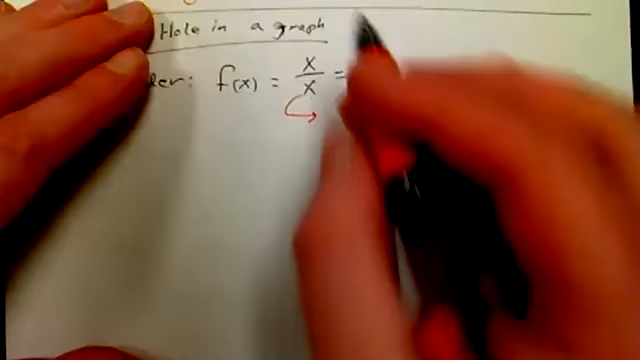 Hole in a graph
f(x) = x/x =